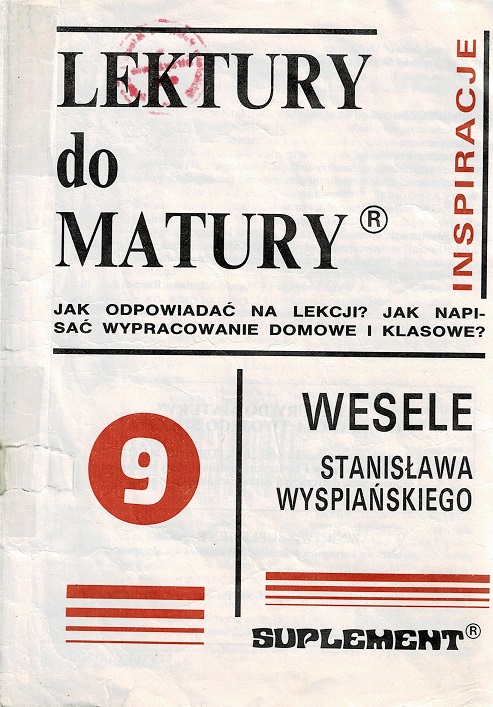 LEKTURY
do
MATURY ®
INSPIRACJE
JAK ODPOWIADAĆ NA LEKCJI? JAK NAPI-
SAĆ WYPRACOWANIE DOMOWE I KLASOWE?
9
WESELE
STANISŁAWA
WYSPIAŃSKIEGO
SUPLEMENT®